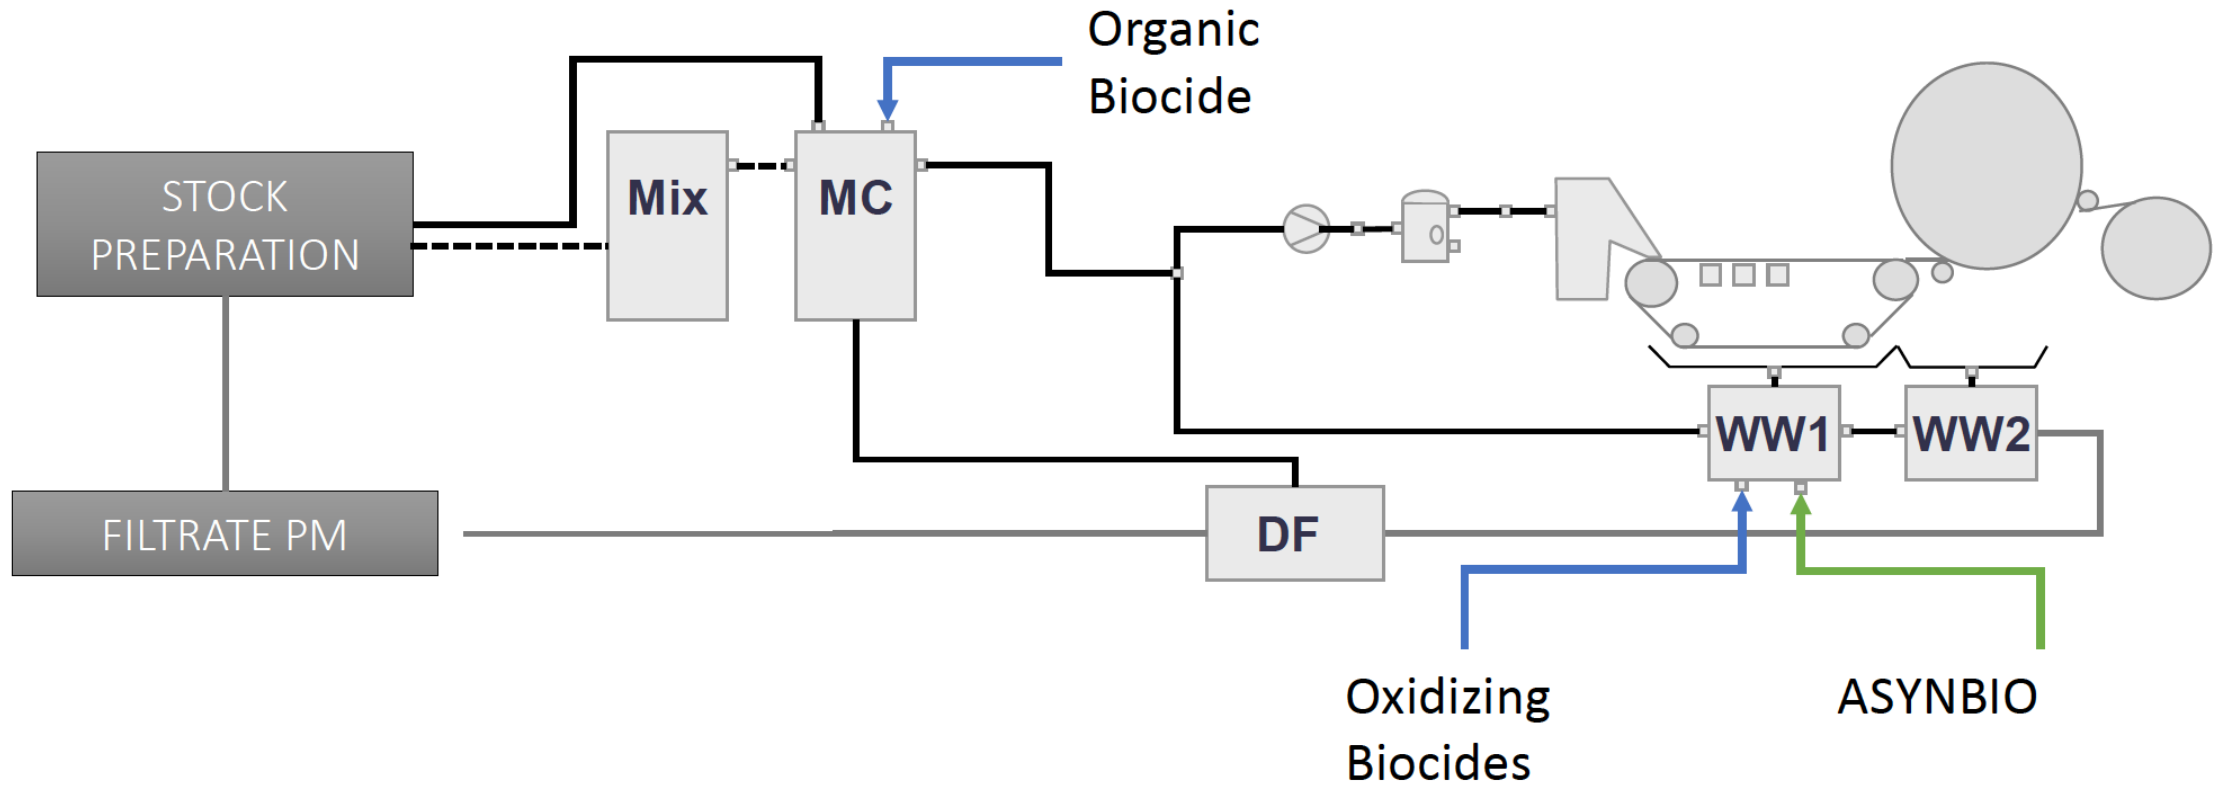 Organic
Biocide
STOCK
PREPARATION
Mix
MC
WW1
WW2
FILTRATE PM
DF
Oxidizing
Biocides
ASYNBIO